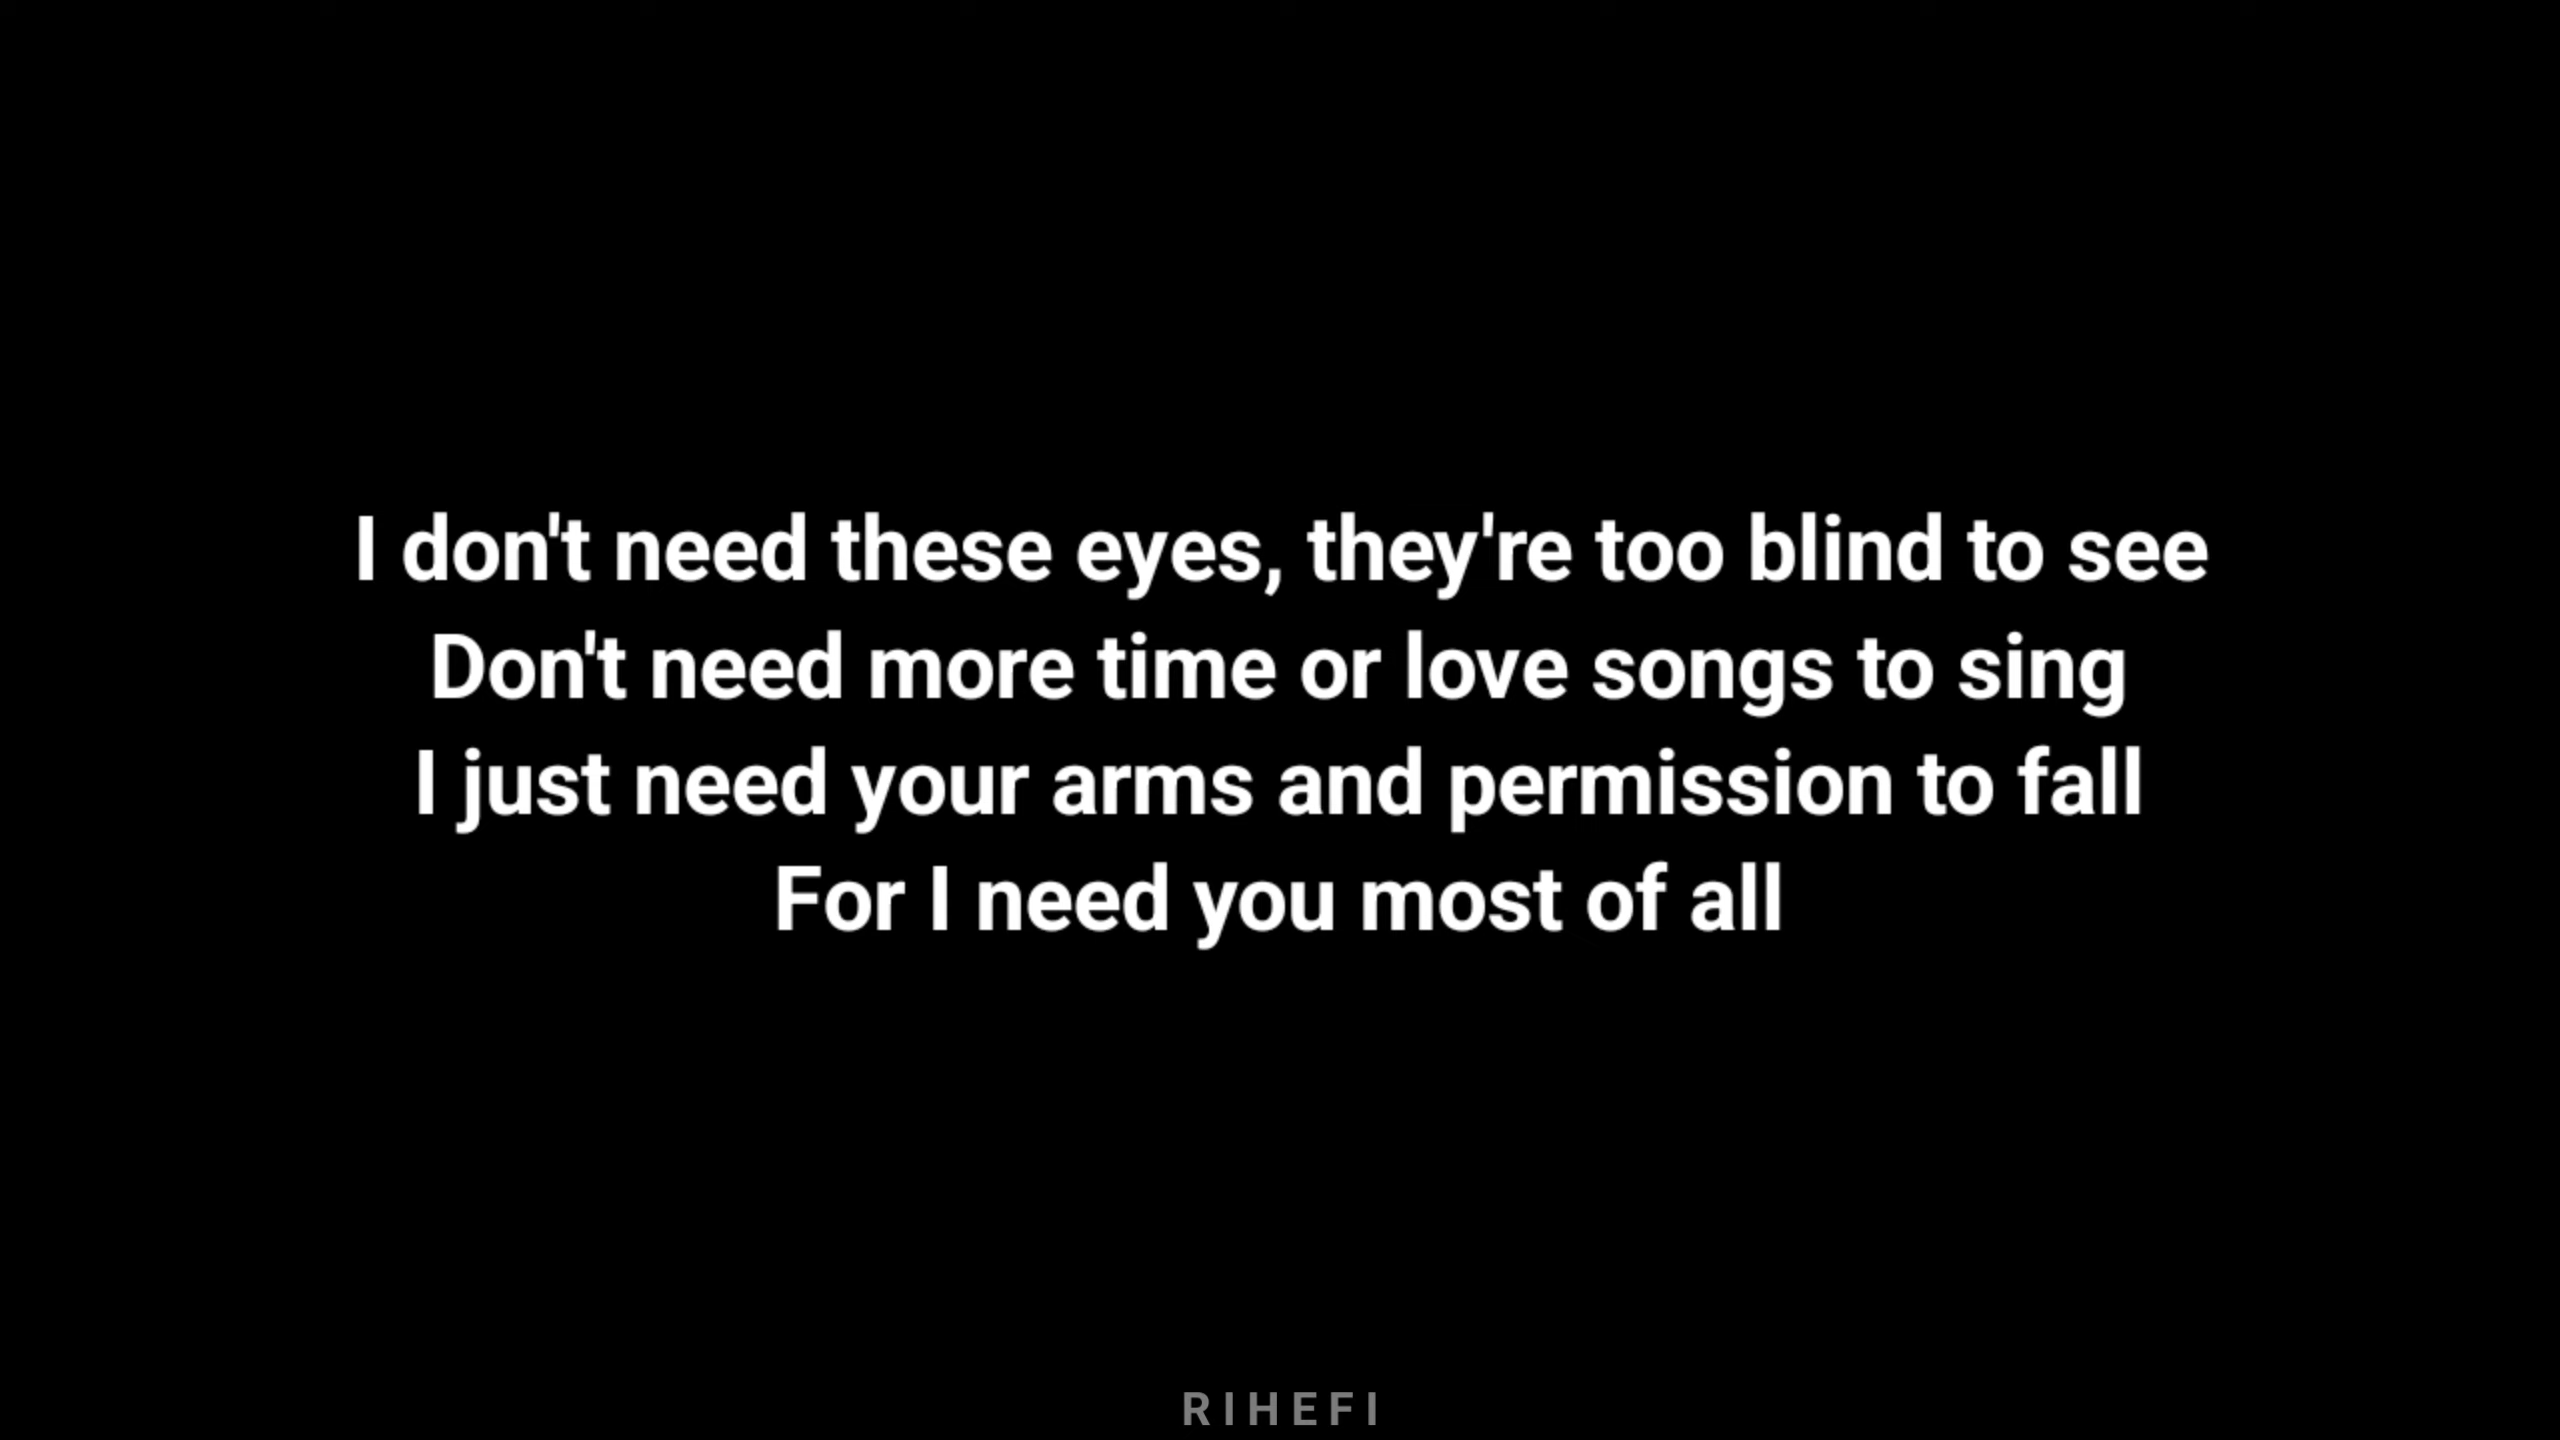 I don't need these eyes, they're too blind to see
Don't need more time or love songs to sing
I just need your arms and permission to fall
For I need you most of all
RIHEFI